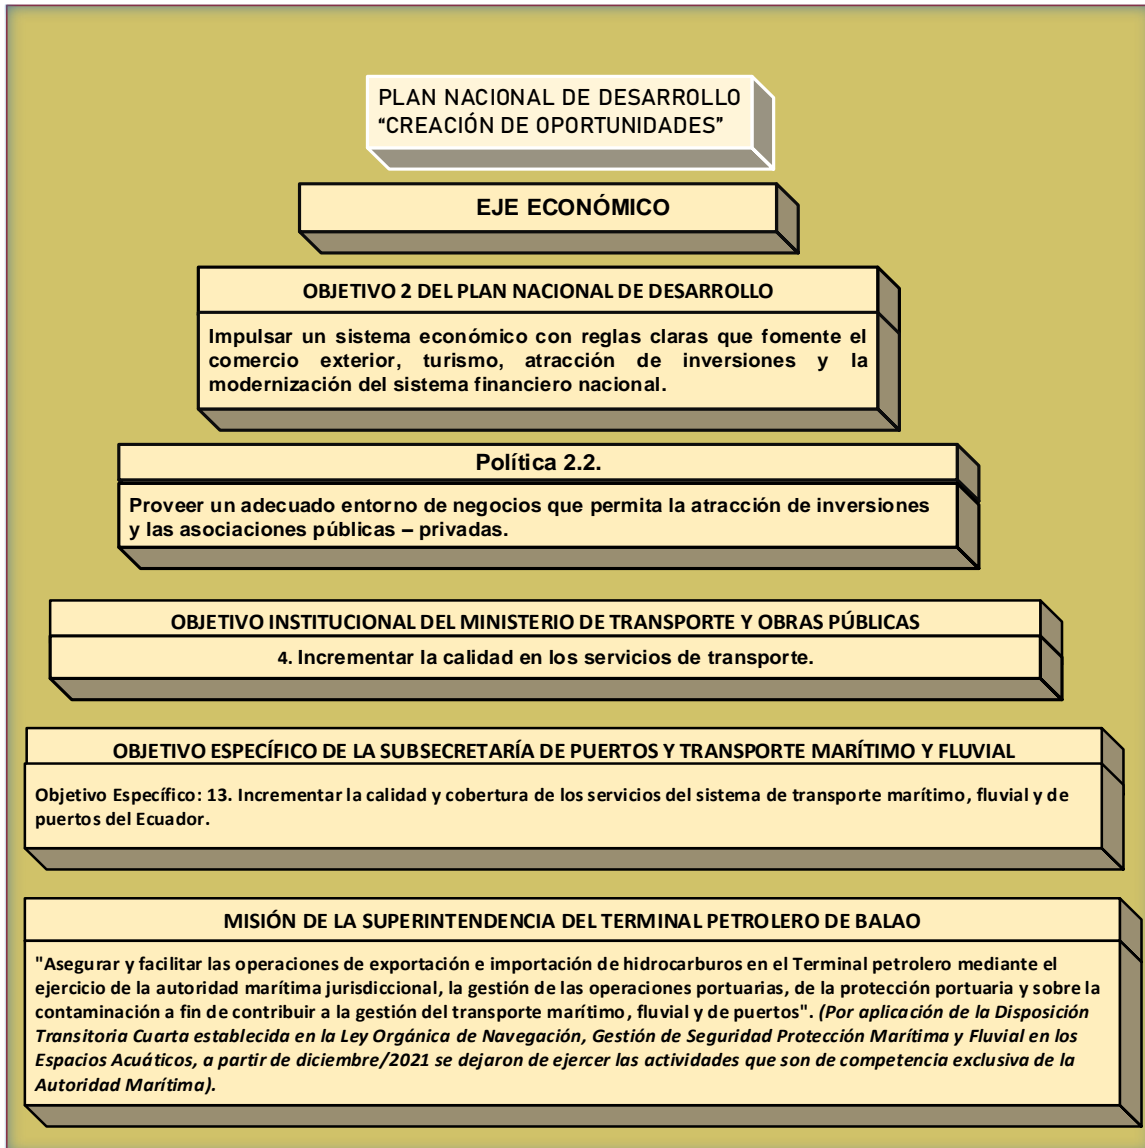 PLAN NACIONAL DE DESARROLLO
“CREACIÓN DE OPORTUNIDADES”
EJE ECONÓMICO
OBJETIVO 2 DEL PLAN NACIONAL DE DESARROLLO
Impulsar un sistema económico con reglas claras que fomente el
comercio exterior, turismo, atracción de inversiones y la
modernización del sistema financiero nacional.
Política 2.2.
Proveer un adecuado entorno de negocios que permita la atracción de inversiones
y las asociaciones públicas – privadas.
OBJETIVO INSTITUCIONAL DEL MINISTERIO DE TRANSPORTE Y OBRAS PÚBLICAS
4. Incrementar la calidad en los servicios de transporte.
OBJETIVO ESPECÍFICO DE LA SUBSECRETARÍA DE PUERTOS Y TRANSPORTE MARÍTIMO Y FLUVIAL
Objetivo Específico: 13. Incrementar la calidad y cobertura de los servicios del sistema de transporte marítimo, fluvial y de
puertos del Ecuador.
MISIÓN DE LA SUPERINTENDENCIA DEL TERMINAL PETROLERO DE BALAO
"Asegurar y facilitar las operaciones de exportación e importación de hidrocarburos en el Terminal petrolero mediante el
ejercicio de la autoridad marítima jurisdiccional, la gestión de las operaciones portuarias, de la protección portuaria y sobre la
contaminación a fin de contribuir a la gestión del transporte marítimo, fluvial y de puertos". (Por aplicación de la Disposición
Transitoria Cuarta establecida en la Ley Orgánica de Navegación, Gestión de Seguridad Protección Marítima y Fluvial en los
Espacios Acuáticos, a partir de diciembre/2021 se dejaron de ejercer las actividades que son de competencia exclusiva de la
Autoridad Marítima).